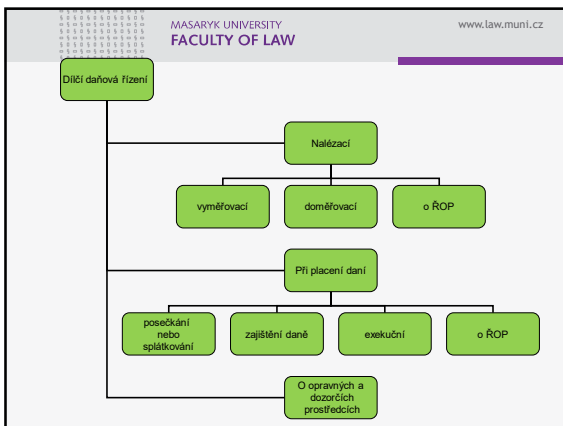 MASARYK UNIVERSITY
www.law.muni.cz
FACULTY OF LAW
Dílčí daňová řízení
Nalézací
vyměřovací
doměřovací
o ŘOP
Při placení daní
posečkání
nebo
splátkování
zajištění daně
exekuční
o ŘOP
O opravných a
dozorčích
prostředcích